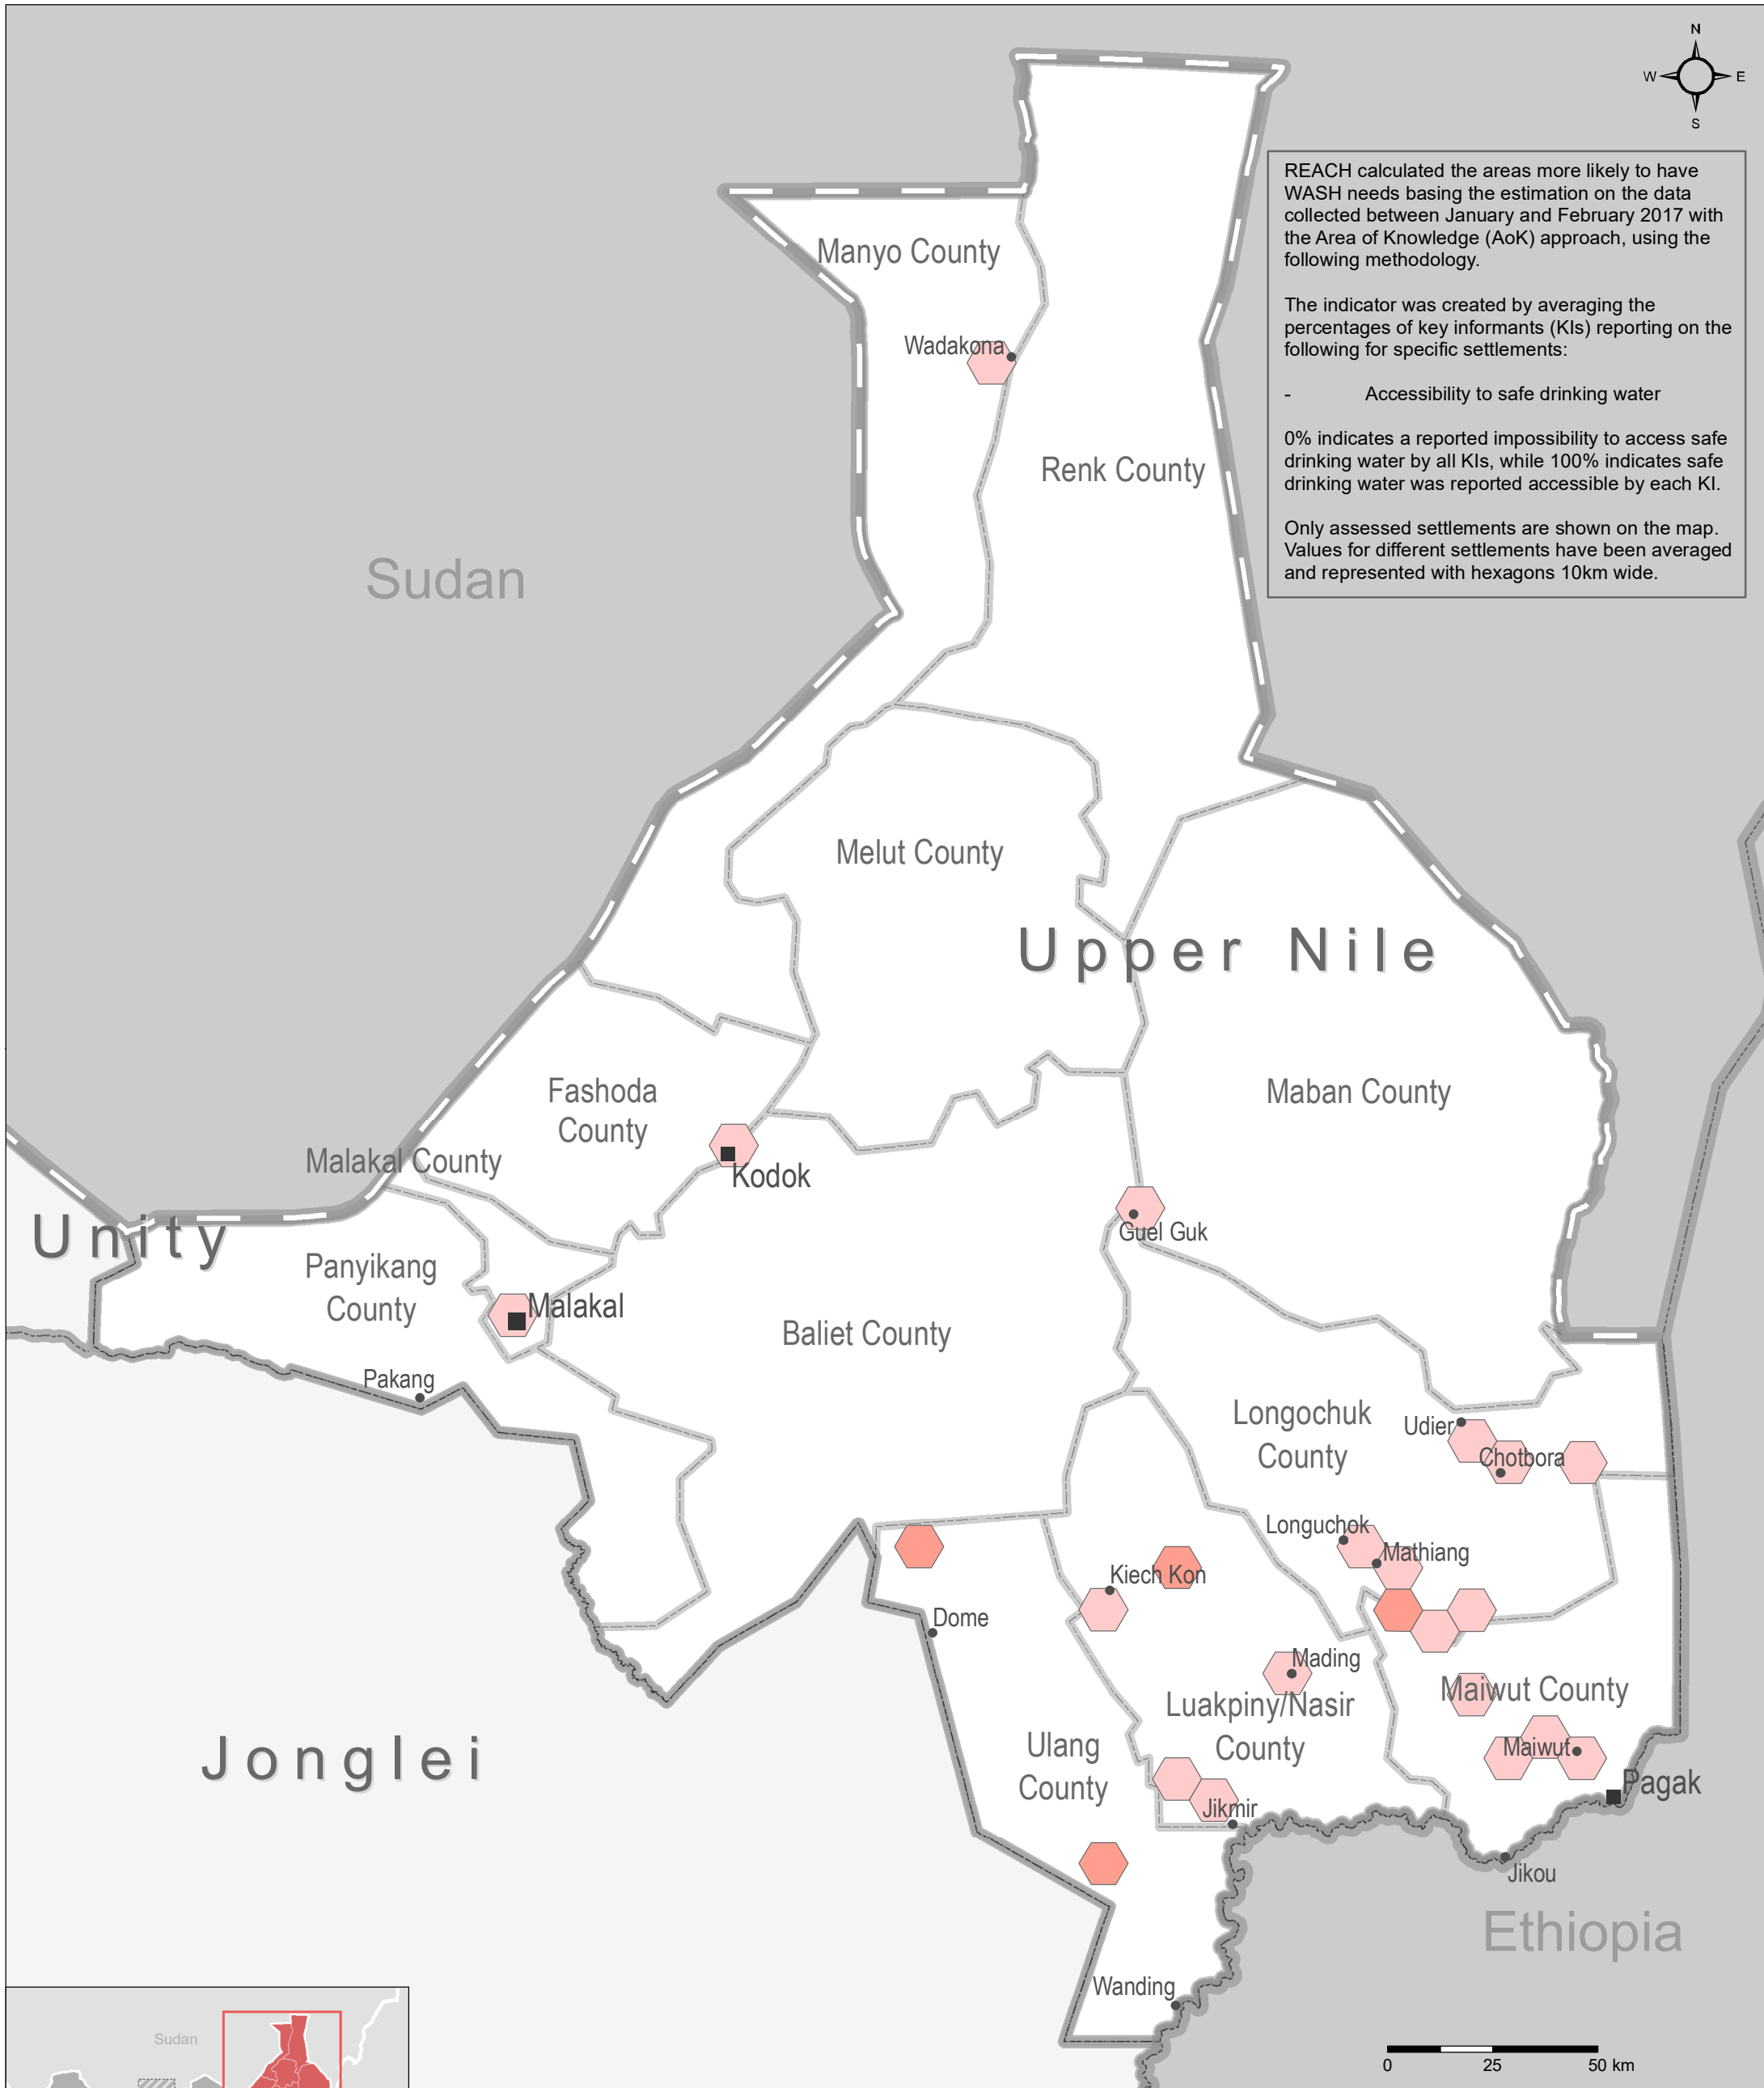 N
W
E
S
REACH calculated the areas more likely to have
WASH needs basing the estimation on the data
collected between January and February 2017 with
the Area of Knowledge (AoK) approach, using the
following methodology.
The indicator was created by averaging the
percentages of key informants (KIs) reporting on the
following for specific settlements:
- Accessibility to safe drinking water
0% indicates a reported impossibility to access safe
drinking water by all KIs, while 100% indicates safe
drinking water was reported accessible by each KI.
Only assessed settlements are shown on the map.
Values for different settlements have been averaged
and represented with hexagons 10km wide.
Manyo County
Wadakona
Renk County
Sudan
Melut County
Upper Nile
Fashoda
County
Maban County
Malakal County
Kodok
Unity
Guel Guk
Panyikang
County
Malakal
Baliet County
Pakang
Longochuk
County
Udier
Chotbora
Longuchok
Mathiang
Kiech Kon
Dome
Mading
Maiwut County
Luakpiny/Nasir
County
Ulang
County
Maiwut
Jonglei
Pagak
Jikmir
Jikou
Ethiopia
Wanding
Sudan
0 25 50 km